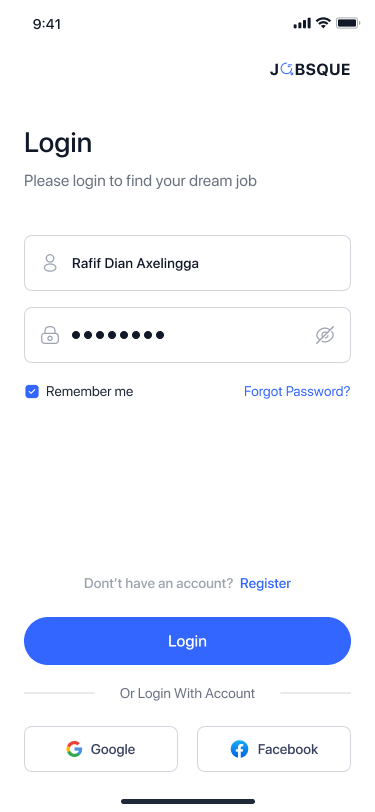 9:41
JOBSQUE
Login
Please login to find your dream job
Rafif Dian Axelingga
Remember me
Forgot Password?
Dont't have an account? Register
Login
Or Login With Account
Google
Facebook